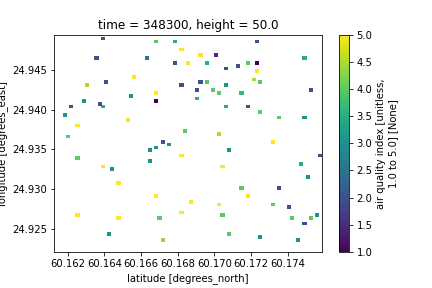 time = 348300, height = 50.0
24.945
24.940
24.935
24.930
24.925
longitude [degrees_east]
60.162 60.164 60.166 60.168 60.170 60.172 60.174
latitude [degrees_north]
5.0
4.5
4.0
3.5
3.0
2.5
2.0
1.5
1.0
air quality index [unitless,
1.0 to 5.0] [None]